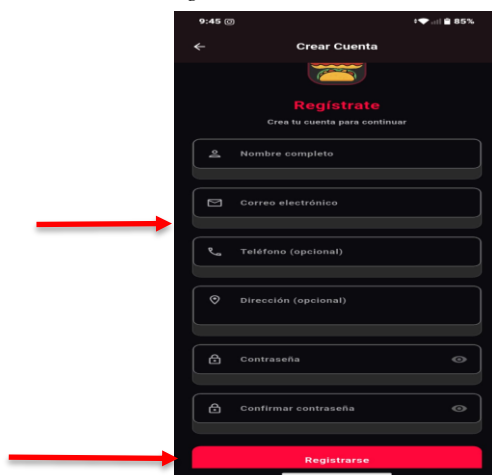 9:45
85%
Crear Cuenta
Regístrate
Crea tu cuenta para continuar
Nombre completo
Correo electrónico
Teléfono (opcional)
Dirección (opcional)
Contraseña
Confirmar contraseña
Registrarse